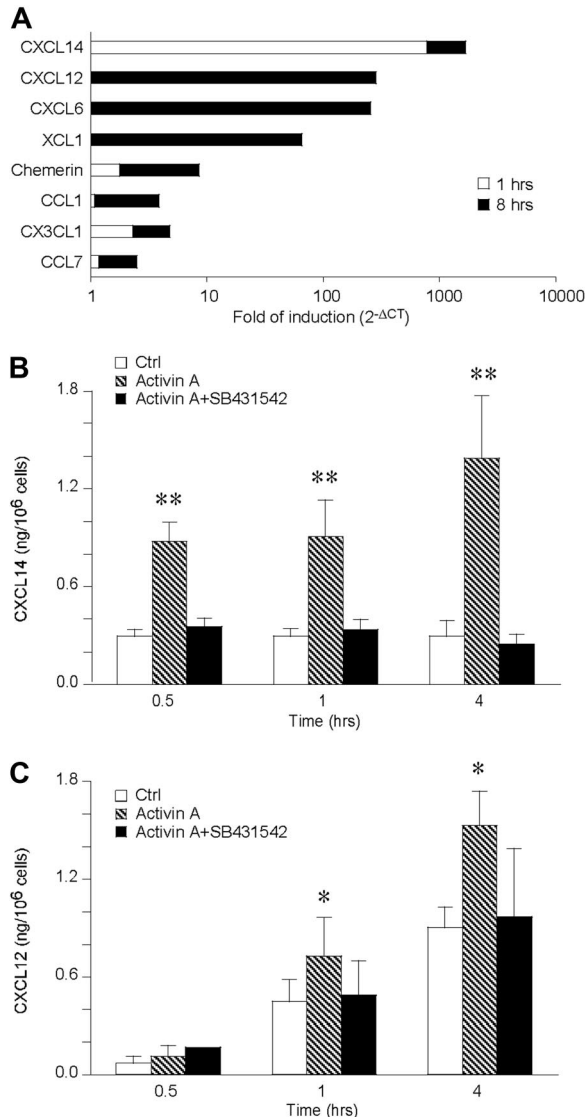 A
CXCL14
CXCL12
CXCL6
XCL1
Chemerin
CCL1
CX3CL1
CCL7
1 hrs
8 hrs
1 10 100 1000 10000
Fold of induction (2-ΔCT)
B
Ctrl
Activin A
Activin A+SB431542
CXCL14 (ng/10⁶ cells)
1.8
1.2
0.6
0.0
** ** **
0.5 1 4
Time (hrs)
C
Ctrl
Activin A
Activin A+SB431542
CXCL12 (ng/10⁶ cells)
1.8
1.2
0.6
0.0
* *
0.5 1 4
Time (hrs)